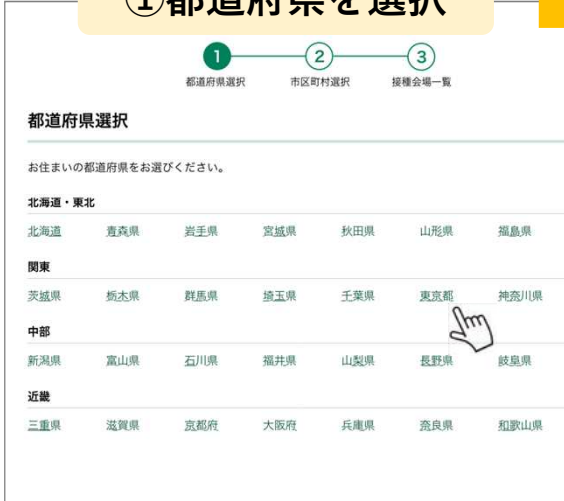 ①都道府県を選択
1 2 3
都道府県選択 市区町村選択 接種会場一覧
都道府県選択
お住まいの都道府県をお選びください。
北海道・東北
北海道 青森県 岩手県 宮城県 秋田県 山形県 福島県
関東
茨城県 栃木県 群馬県 埼玉県 千葉県 東京都 神奈川県
中部
新潟県 富山県 石川県 福井県 山梨県 長野県 岐阜県
近畿
三重県 滋賀県 京都府 大阪府 兵庫県 奈良県 和歌山県